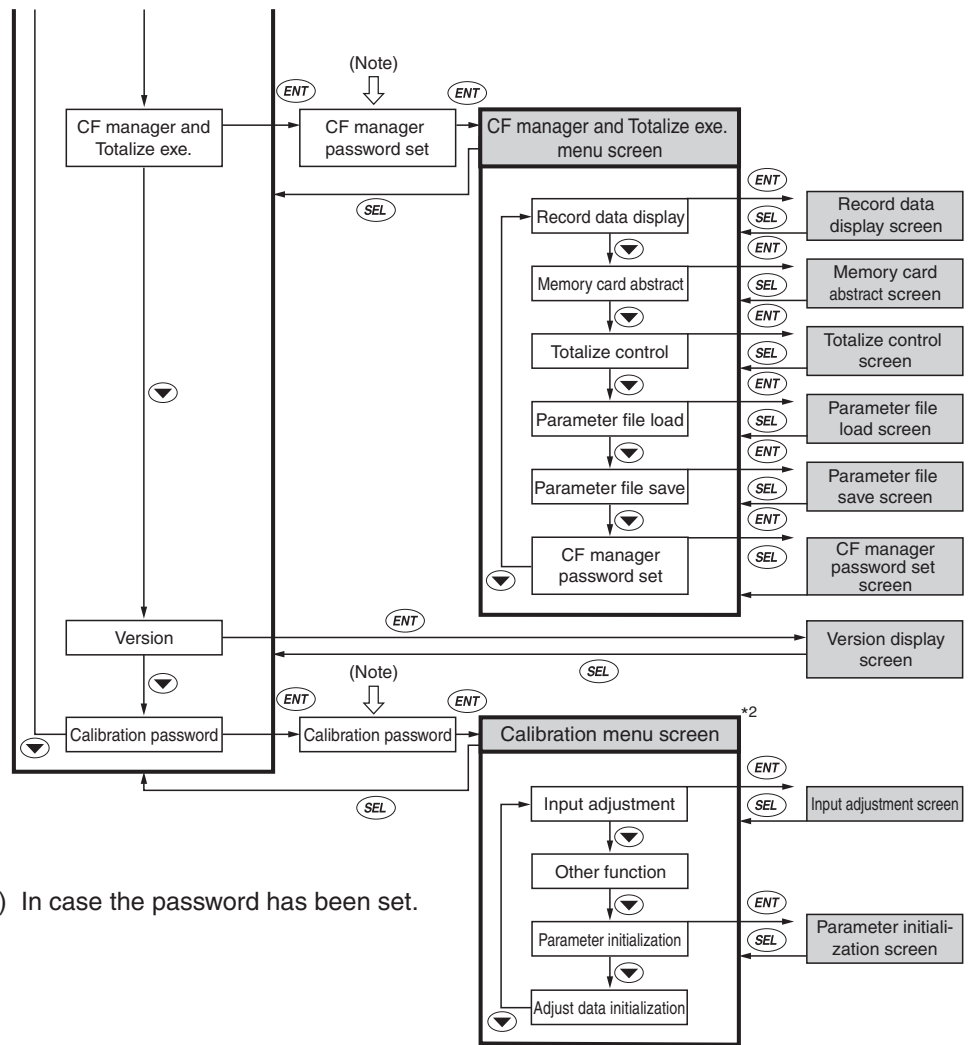 (Note)
ENT
ENT
CF manager and
Totalize exe.
CF manager
password set
CF manager and Totalize exe.
menu screen
SEL
Record data display
ENT
SEL
Record data
display screen
Memory card abstract
ENT
SEL
Memory card
abstract screen
Totalize control
ENT
SEL
Totalize control
screen
Parameter file load
ENT
SEL
Parameter file
load screen
Parameter file save
ENT
SEL
Parameter file
save screen
CF manager
password set
ENT
SEL
CF manager
password set
screen
Version
ENT
SEL
Version display
screen
(Note)
ENT
ENT
Calibration password
Calibration password
Calibration menu screen
*2
SEL
Input adjustment
ENT
SEL
Input adjustment screen
Other function
) In case the password has been set.
Parameter initialization
ENT
SEL
Parameter initiali-
zation screen
Adjust data initialization